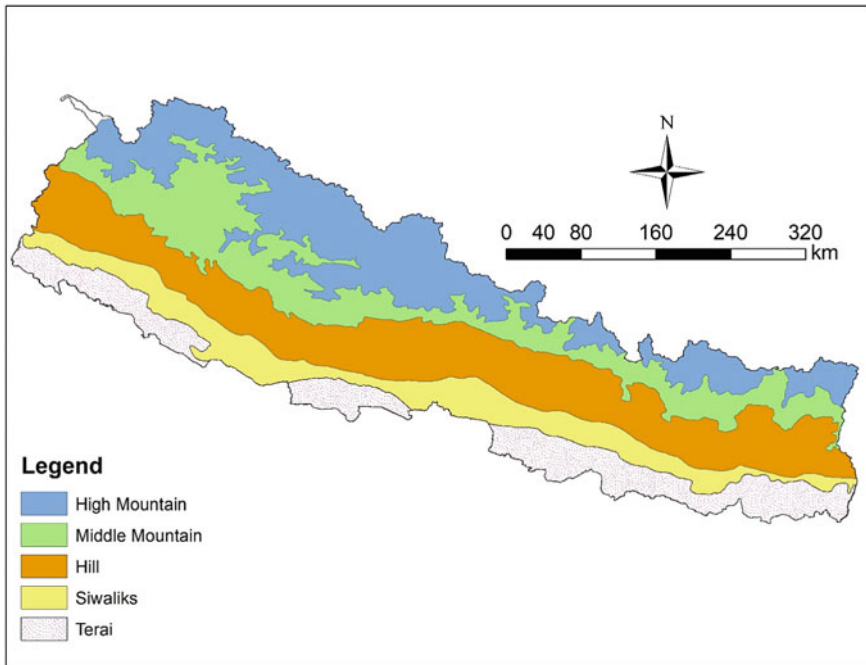 N
0 40 80 160 240 320
km
Legend
High Mountain
Middle Mountain
Hill
Siwaliks
Terai